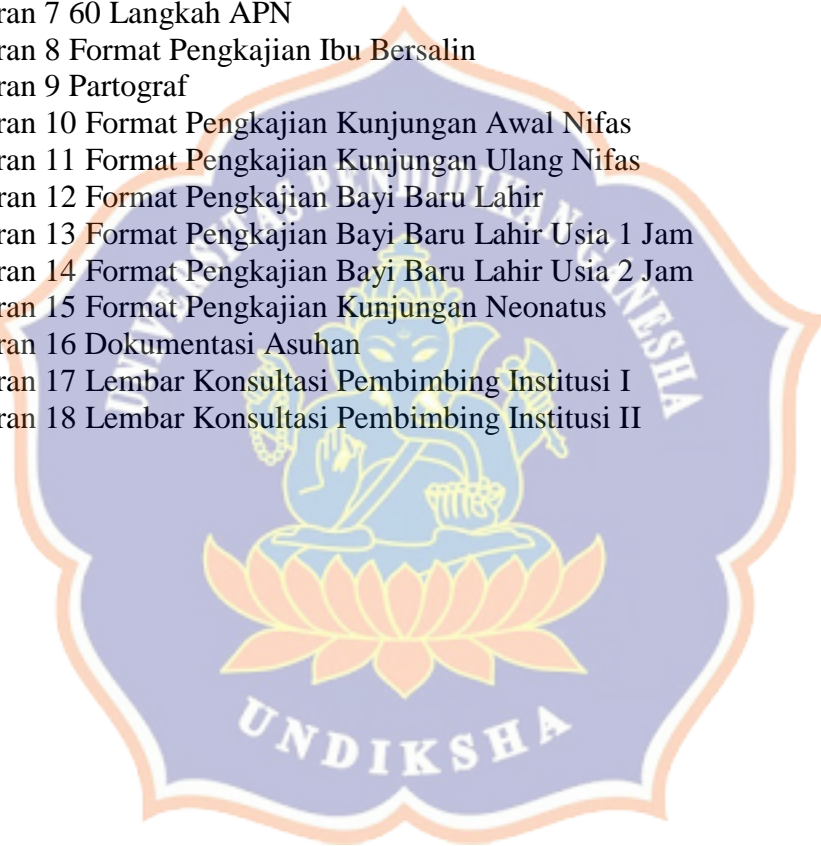 ran 7 60 Langkah APN
ran 8 Format Pengkajian Ibu Bersalin
ran 9 Partograf
ran 10 Format Pengkajian Kunjungan Awal Nifas
ran 11 Format Pengkajian Kunjungan Ulang Nifas
ran 12 Format Pengkajian Bayi Baru Lahir
ran 13 Format Pengkajian Bayi Baru Lahir Usia 1 Jam
ran 14 Format Pengkajian Bayi Baru Lahir Usia 2 Jam
ran 15 Format Pengkajian Kunjungan Neonatus
ran 16 Dokumentasi Asuhan
ran 17 Lembar Konsultasi Pembimbing Institusi I
ran 18 Lembar Konsultasi Pembimbing Institusi II
UNIVERSITAS PENDIDIKAN GANESHA
UNDIKSHA